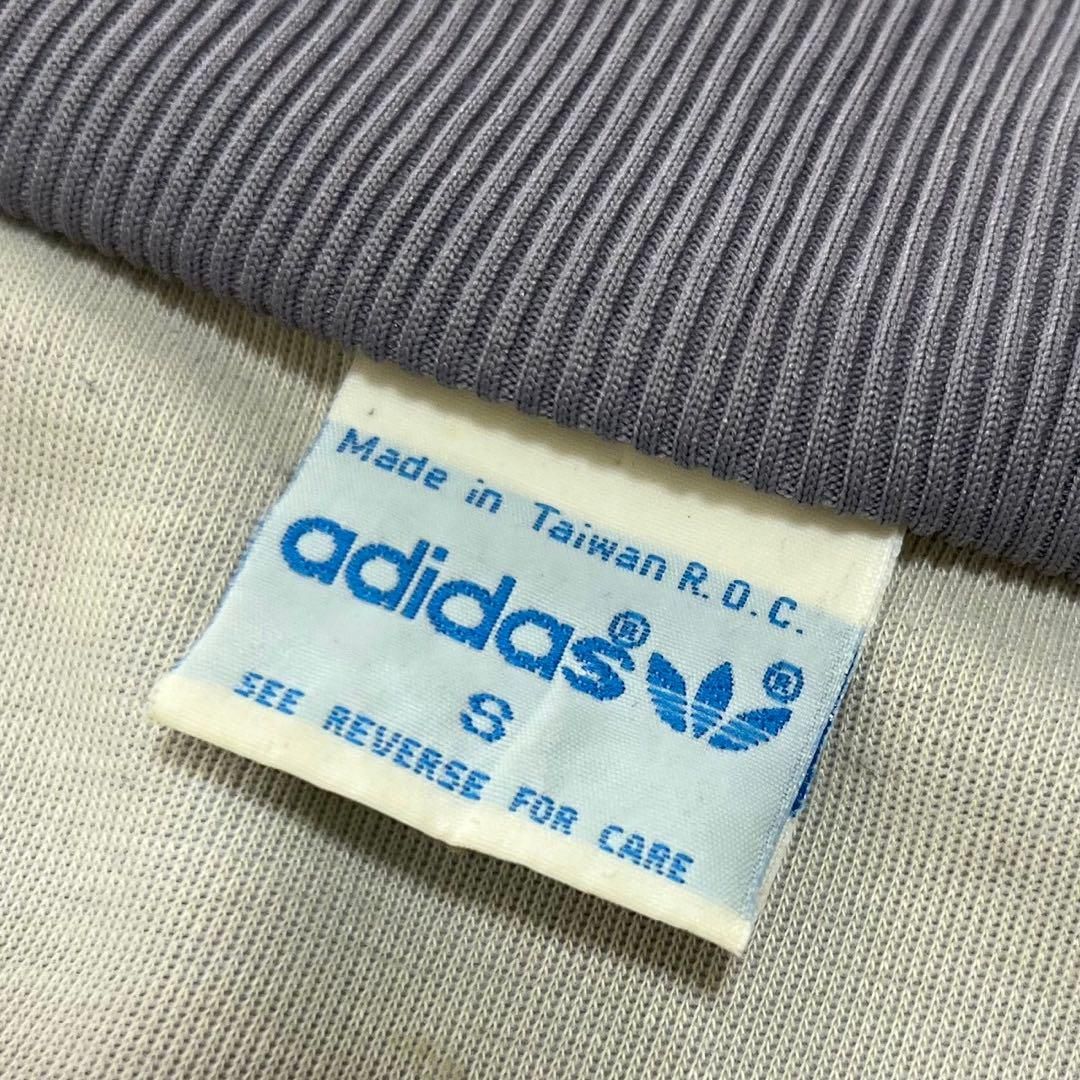 Made in Taiwan R.O.C.
adidas® ®
S
SEE REVERSE FOR CARE